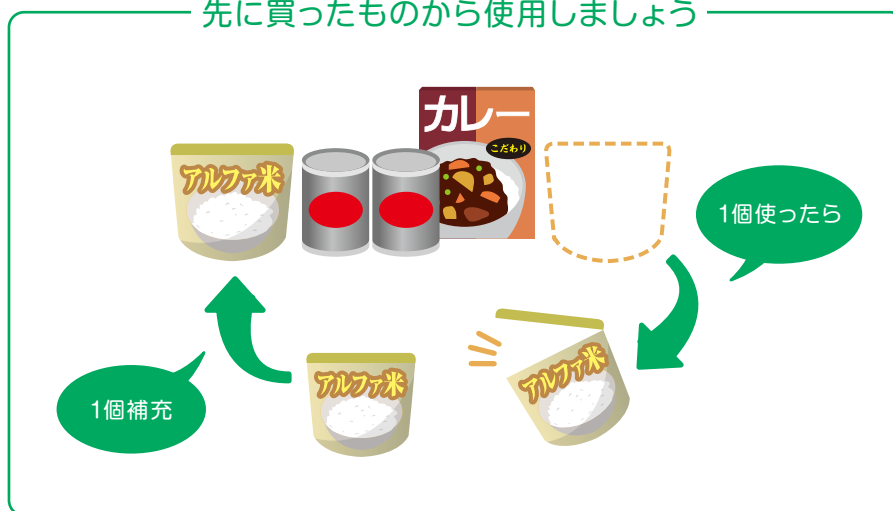 先に買ったものから使用しましょう
カレー
こだわり
アルファ米
1個使ったら
アルファ米
アルファ米
1個補充